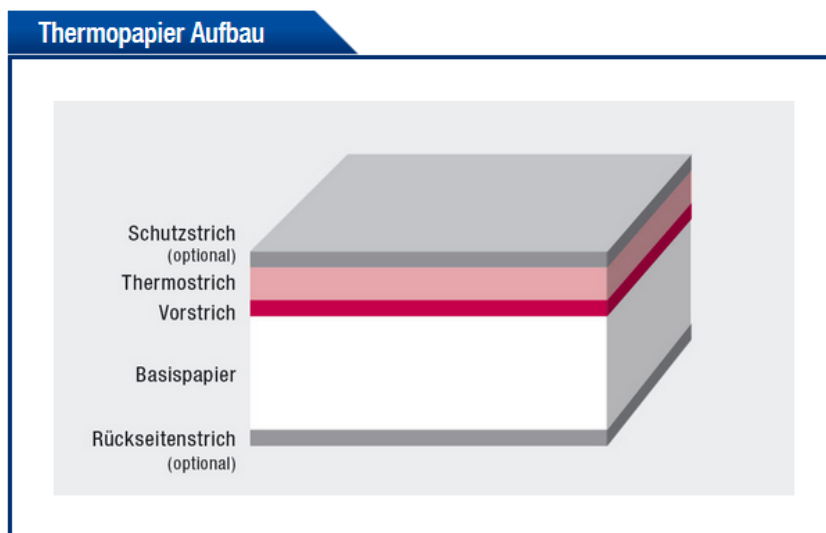 Thermopapier Aufbau
Schutzstrich
(optional)
Thermostrich
Vorstrich
Basispapier
Rückseitenstrich
(optional)